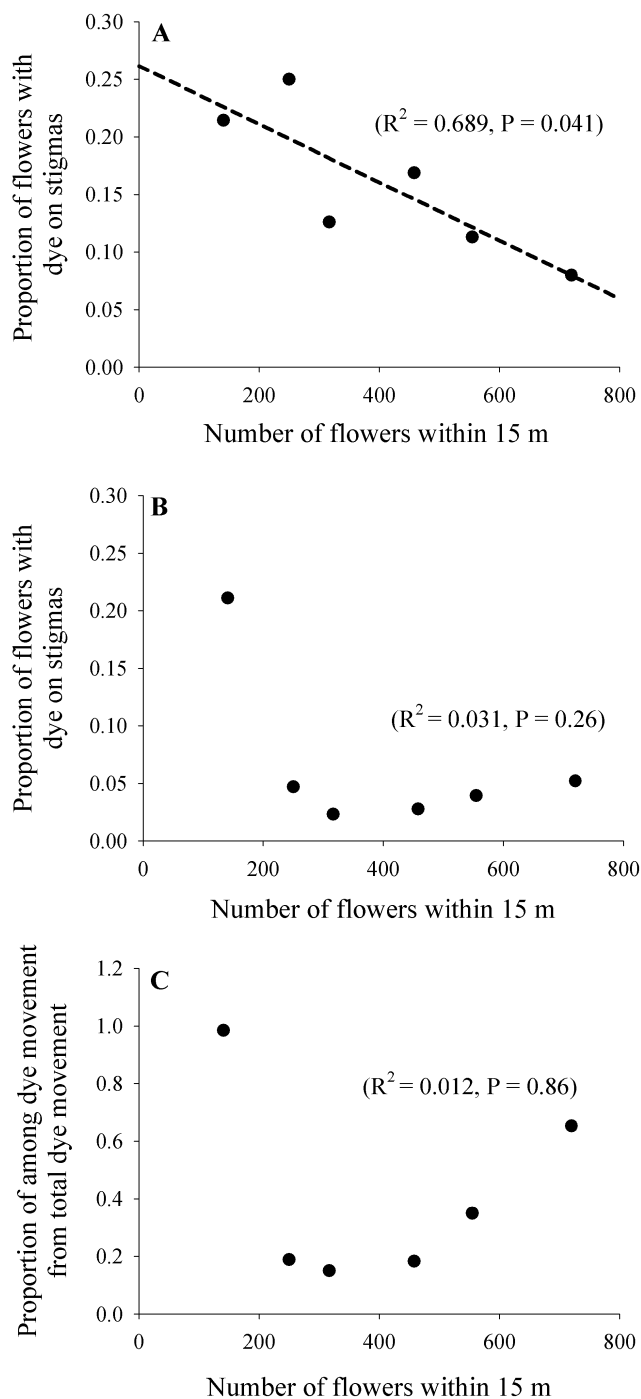 A
Proportion of flowers with
dye on stigmas
0.30
0.25
0.20
0.15
0.10
0.05
0.00
(R² = 0.689, P = 0.041)
0 200 400 600 800
Number of flowers within 15 m
B
Proportion of flowers with
dye on stigmas
0.30
0.25
0.20
0.15
0.10
0.05
0.00
(R² = 0.031, P = 0.26)
0 200 400 600 800
Number of flowers within 15 m
C
Proportion of among dye movement
from total dye movement
1.2
1.0
0.8
0.6
0.4
0.2
0.0
(R² = 0.012, P = 0.86)
0 200 400 600 800
Number of flowers within 15 m